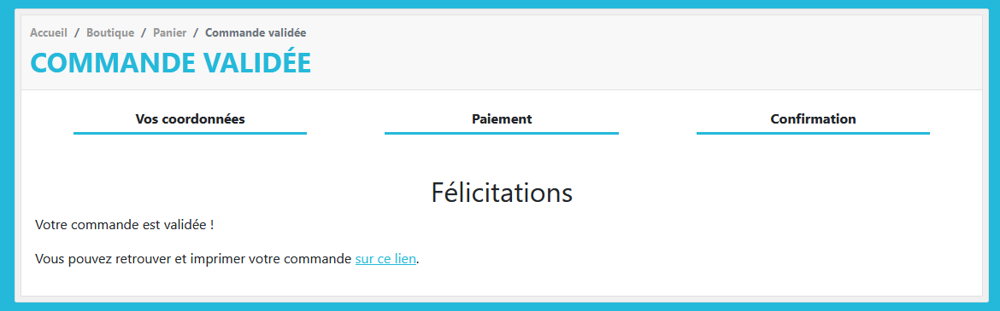 Accueil / Boutique / Panier / Commande validée
COMMANDE VALIDÉE
Vos coordonnées Paiement Confirmation
Félicitations
Votre commande est validée !
Vous pouvez retrouver et imprimer votre commande sur ce lien.